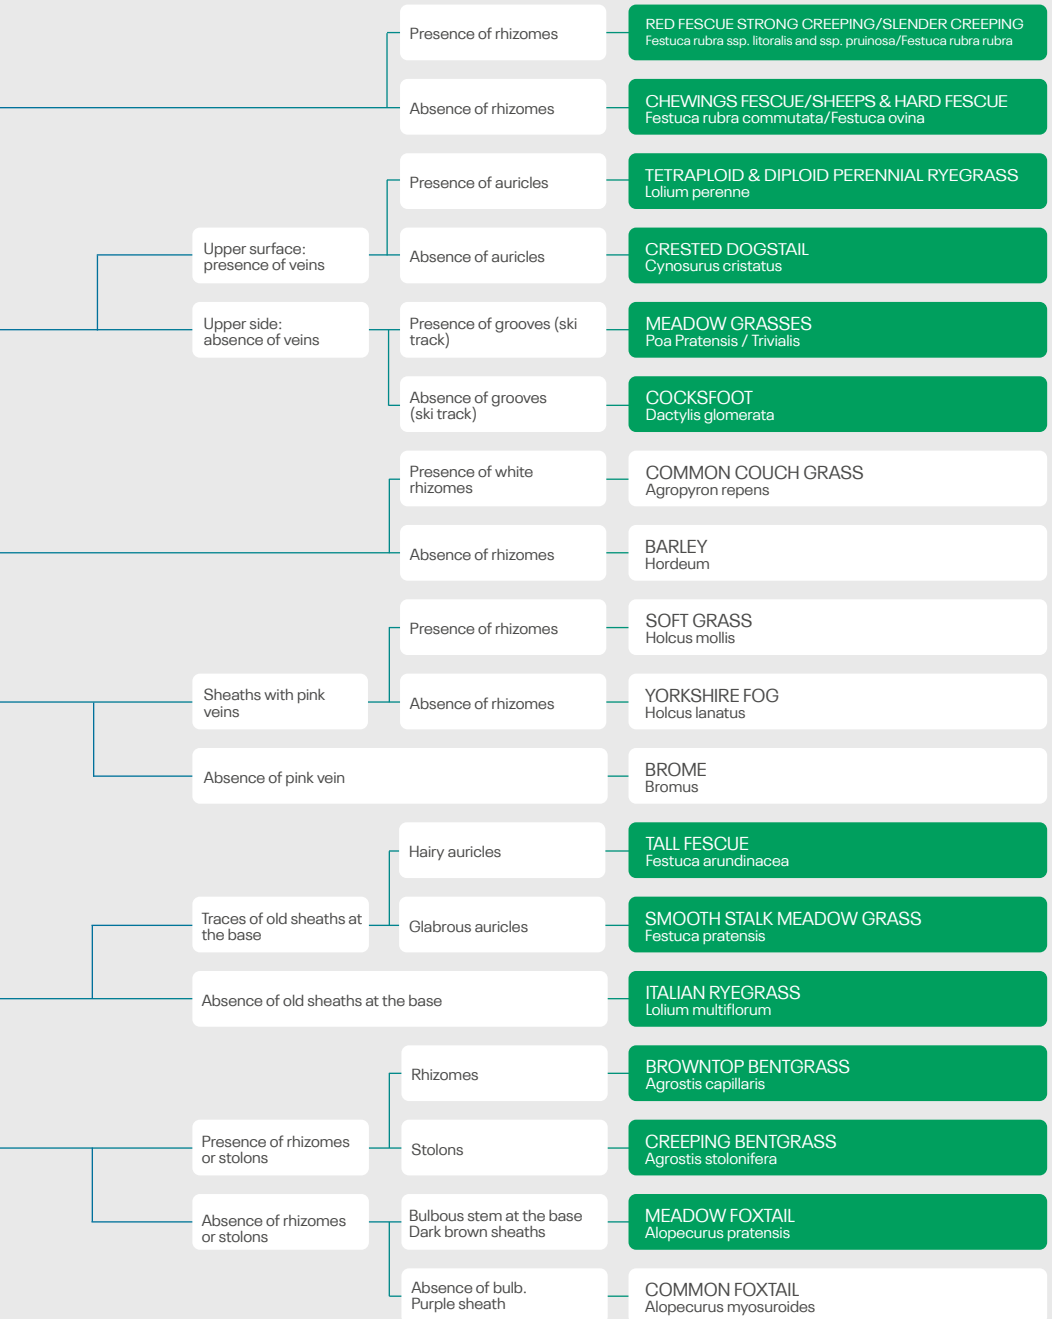 Presence of rhizomes
RED FESCUE STRONG CREEPING/SLENDER CREEPING
Festuca rubra ssp. litoralis and ssp. pruinosa/Festuca rubra rubra
Absence of rhizomes
CHEWINGS FESCUE/SHEEPS & HARD FESCUE
Festuca rubra commutata/Festuca ovina
Upper surface:
presence of veins
Presence of auricles
TETRAPLOID & DIPLOID PERENNIAL RYEGRASS
Lolium perenne
Absence of auricles
CRESTED DOGSTAIL
Cynosurus cristatus
Upper side:
absence of veins
Presence of grooves (ski
track)
MEADOW GRASSES
Poa Pratensis / Trivialis
Absence of grooves
(ski track)
COCKSFOOT
Dactylis glomerata
Presence of white
rhizomes
COMMON COUCH GRASS
Agropyron repens
Absence of rhizomes
BARLEY
Hordeum
Sheaths with pink
veins
Presence of rhizomes
SOFT GRASS
Holcus mollis
Absence of rhizomes
YORKSHIRE FOG
Holcus lanatus
Absence of pink vein
BROME
Bromus
Traces of old sheaths at
the base
Hairy auricles
TALL FESCUE
Festuca arundinacea
Glabrous auricles
SMOOTH STALK MEADOW GRASS
Festuca pratensis
Absence of old sheaths at the base
ITALIAN RYEGRASS
Lolium multiflorum
Presence of rhizomes
or stolons
Rhizomes
BROWNTOP BENTGRASS
Agrostis capillaris
Stolons
CREEPING BENTGRASS
Agrostis stolonifera
Absence of rhizomes
or stolons
Bulbous stem at the base
Dark brown sheaths
MEADOW FOXTAIL
Alopecurus pratensis
Absence of bulb.
Purple sheath
COMMON FOXTAIL
Alopecurus myosuroides